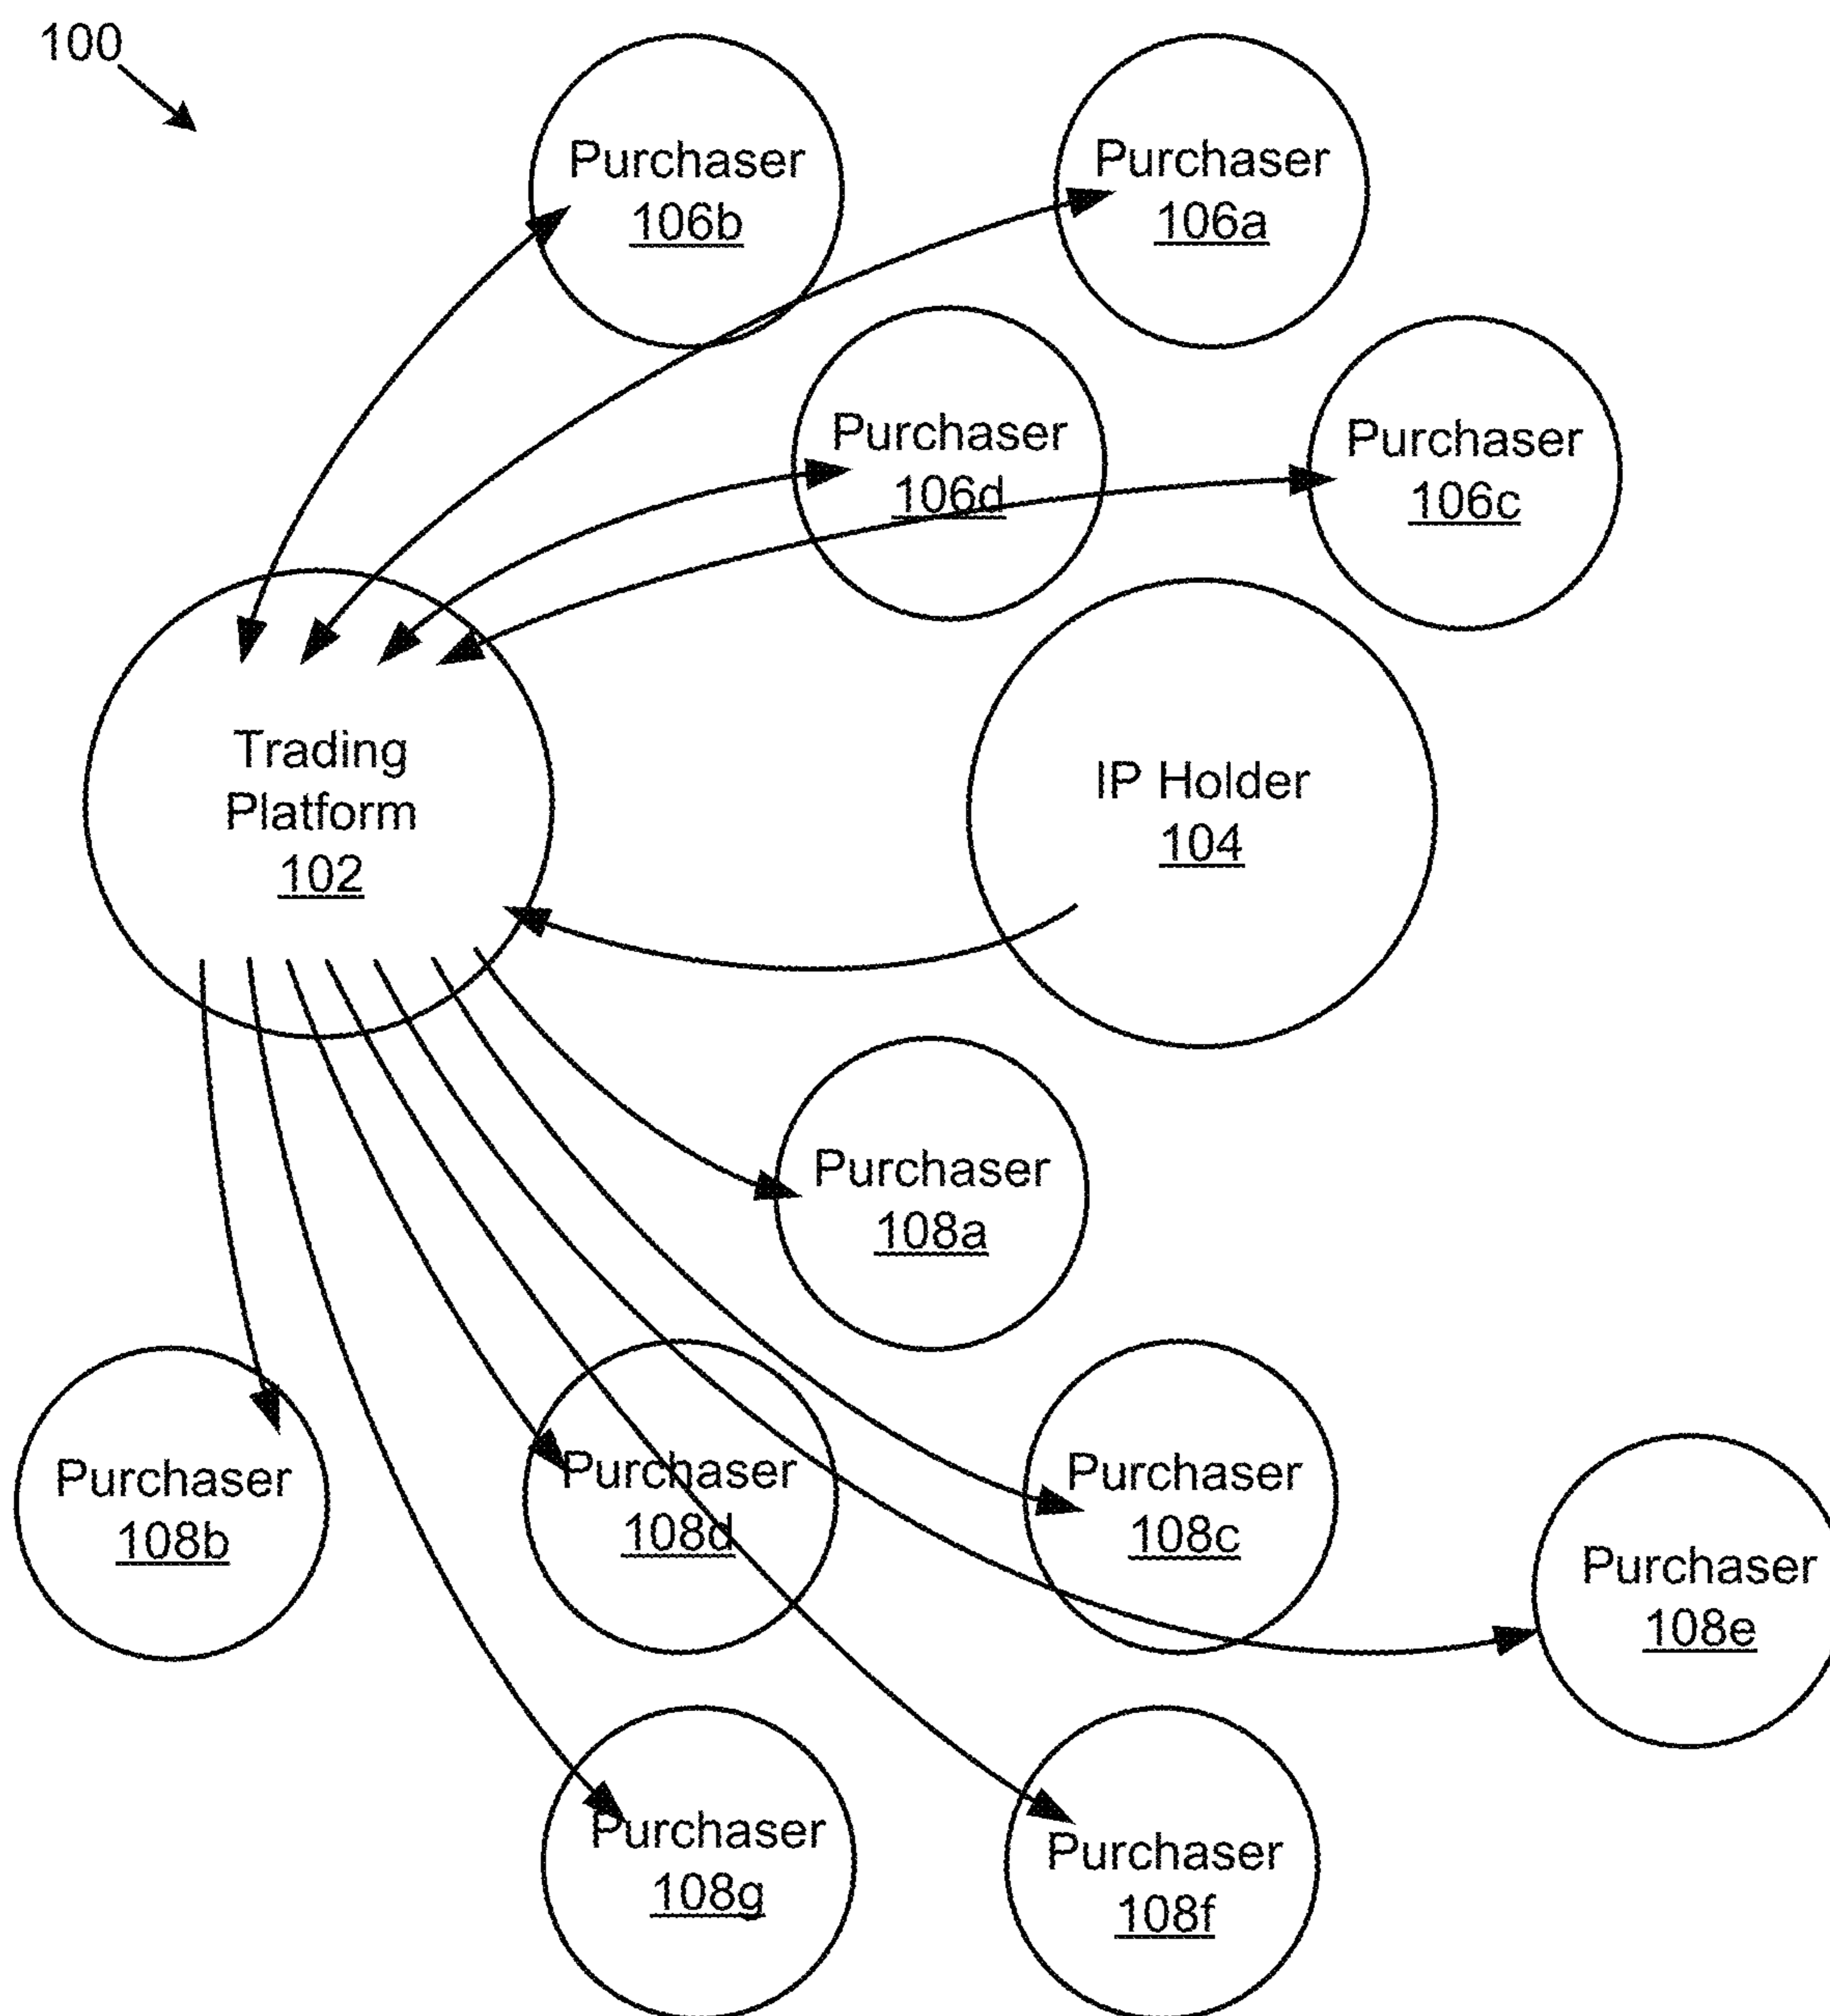 100
Purchaser
106b
Purchaser
106a
Purchaser
106d
Purchaser
106c
Trading
Platform
102
IP Holder
104
Purchaser
108a
Purchaser
108b
Purchaser
108d
Purchaser
108c
Purchaser
108e
Purchaser
108g
Purchaser
108f